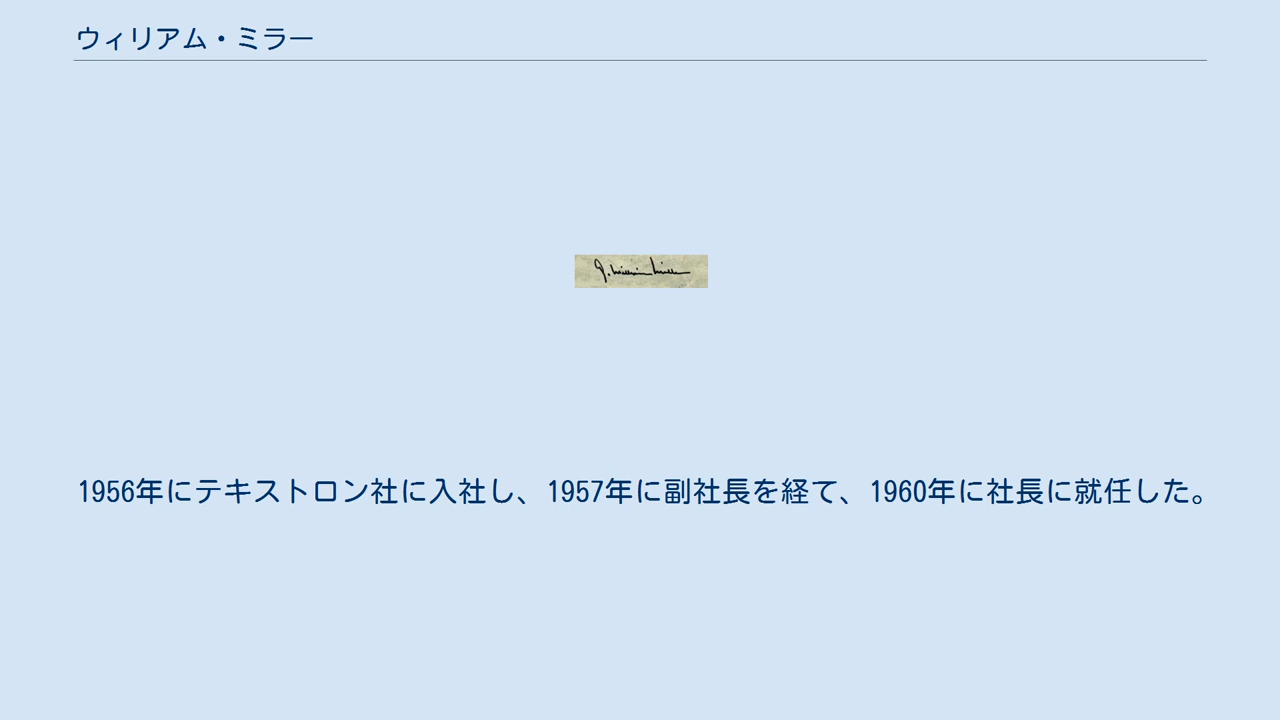 ウィリアム・ミラー
G. William Miller
1956年にテキストロン社に入社し、1957年に副社長を経て、1960年に社長に就任した。